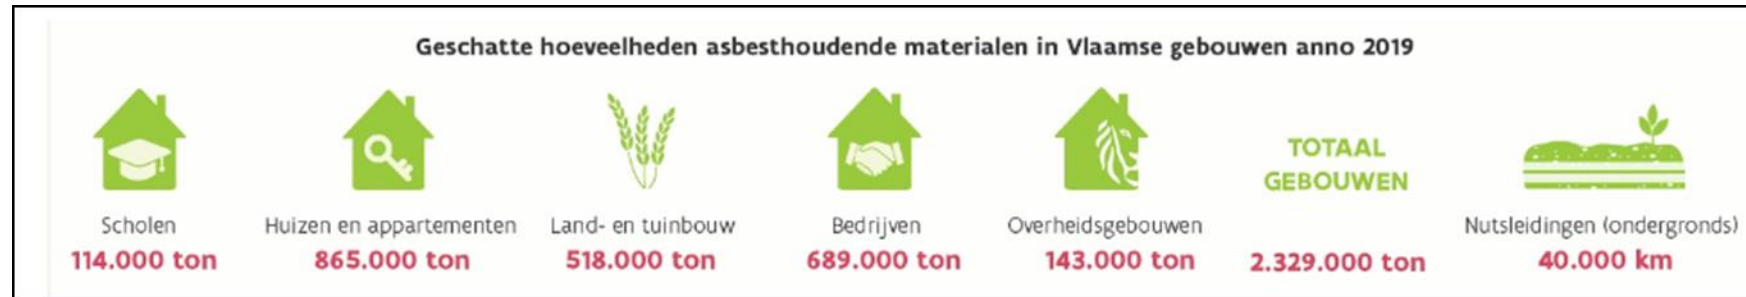 Geschatte hoeveelheden asbesthoudende materialen in Vlaamse gebouwen anno 2019
Scholen
114.000 ton
Huizen en appartementen
865.000 ton
Land- en tuinbouw
518.000 ton
Bedrijven
689.000 ton
Overheidsgebouwen
143.000 ton
TOTAAL
GEBOUWEN
2.329.000 ton
Nutsleidingen (ondergronds)
40.000 km